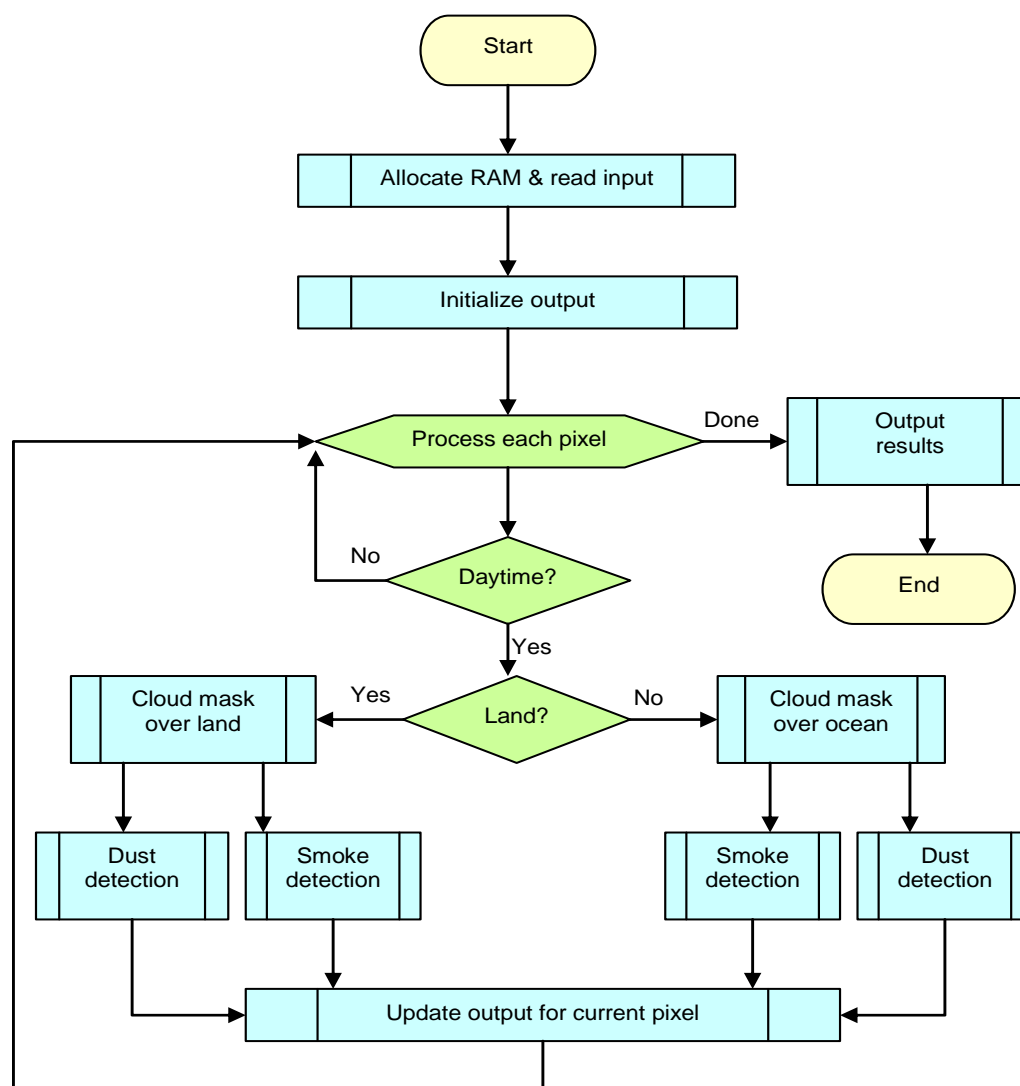 Start
Allocate RAM & read input
Initialize output
Process each pixel
Done
Output
results
No
Daytime?
End
Yes
Cloud mask
over land
Yes
Land?
No
Cloud mask
over ocean
Dust
detection
Smoke
detection
Smoke
detection
Dust
detection
Update output for current pixel